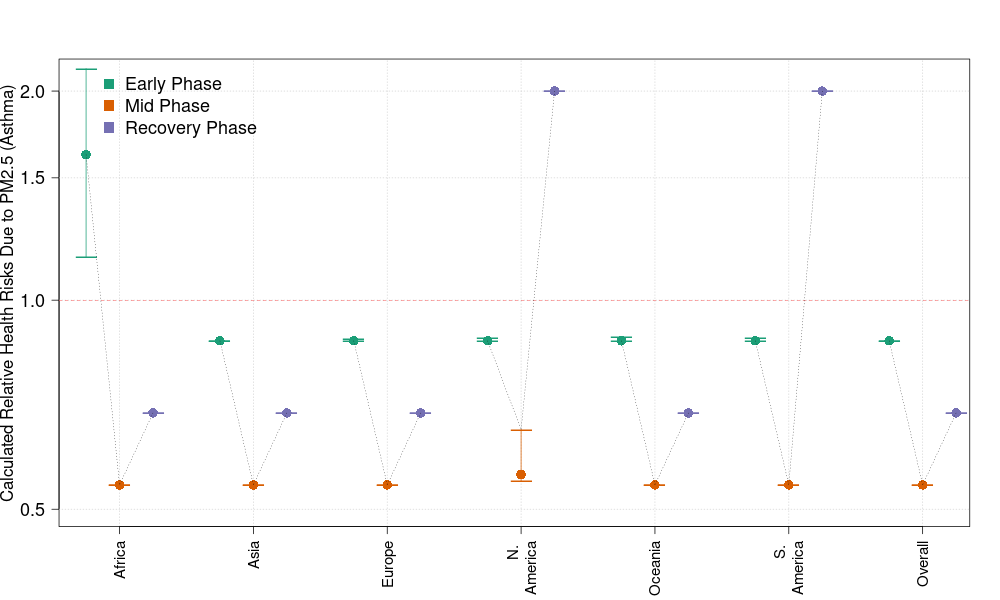 Calculated Relative Health Risks Due to PM2.5 (Asthma)
2.0
1.5
1.0
0.5
Early Phase
Mid Phase
Recovery Phase
Africa
Asia
Europe
N.
America
Oceania
S.
America
Overall